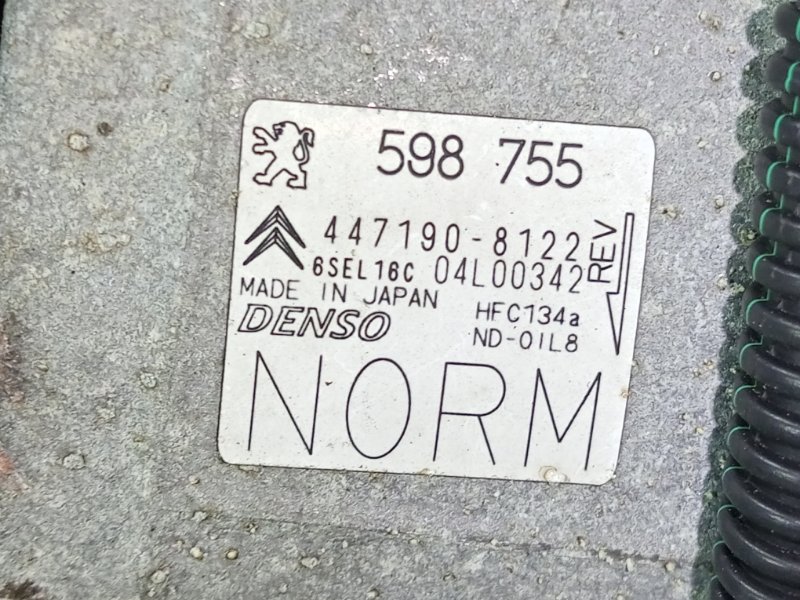 598 755
447190-8122
6SEL16C 04L00342
REV
MADE IN JAPAN
HFC134a
DENSO
ND-OIL8
NORM